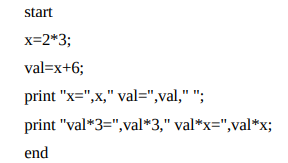 start
x=2*3;
val=x+6;
print "x=",x," val=",val," ";
print "val*3=",val*3," val*x=",val*x;
end